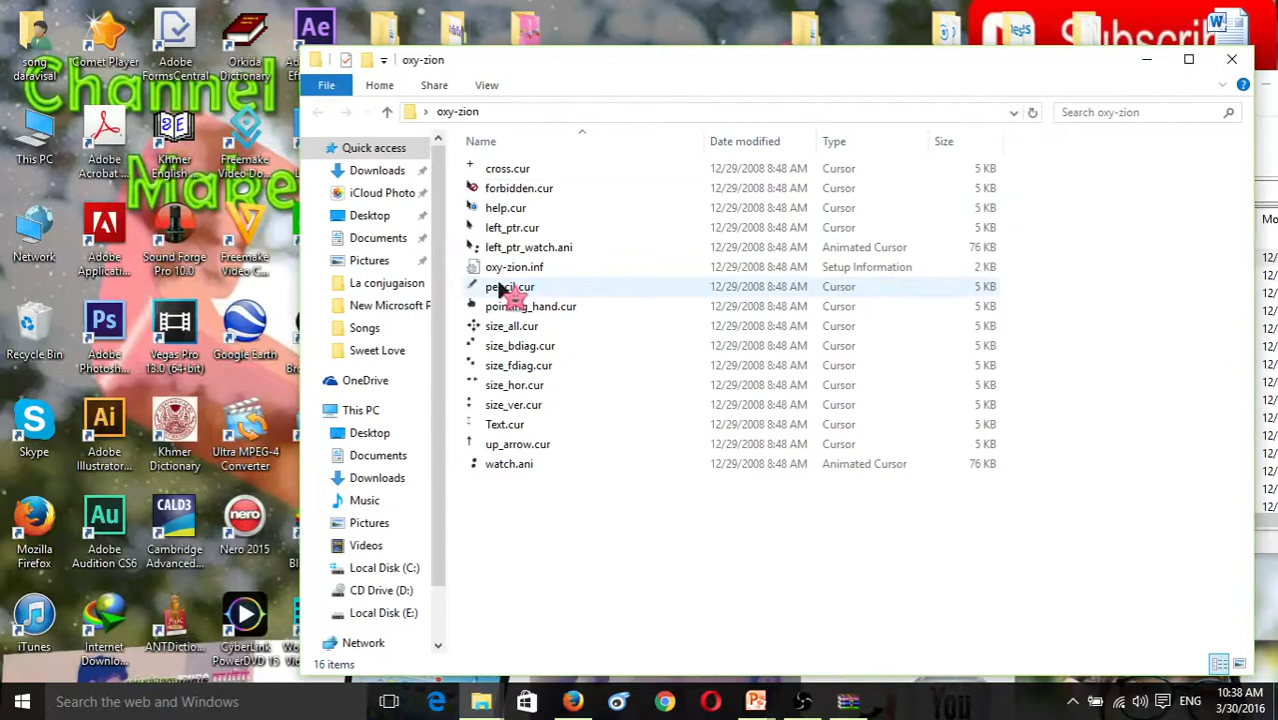 song daravisal
Comet Player
Adobe FormsCentral
Orkida Dictionary
Ae
Adobe
Subscribe
Channel
Make
This PC
Adobe Acrobat ...
Khmer English ...
Freemake Video Do...
Network
Adobe Applicati...
Sound Forge Pro 10.0
Freemake Video C...
Recycle Bin
Ps
Adobe "Photosh...
Vegas Pro 13.0 (64-bit)
Google Earth
Skype
Ai
Adobe Illustrator...
Khmer Dictionary
Ultra MPEG-4 Converter
Mozilla Firefox
Au
Adobe Audition CS6
CALD3
Cambridge Advanced...
nero
Nero 2015
iTunes
Internet Downlo...
ANTDictio...
CyberLink PowerDVD 15
oxy-zion
File Home Share View
oxy-zion
Search oxy-zion
Quick access
Downloads
iCloud Photo
Desktop
Documents
Pictures
La conjugaison
New Microsoft P
Songs
Sweet Love
OneDrive
This PC
Desktop
Documents
Downloads
Music
Pictures
Videos
Local Disk (C:)
CD Drive (D:)
Local Disk (E:)
Network
Name Date modified Type Size
cross.cur 12/29/2008 8:48 AM Cursor 5 KB
forbidden.cur 12/29/2008 8:48 AM Cursor 5 KB
help.cur 12/29/2008 8:48 AM Cursor 5 KB
left_ptr.cur 12/29/2008 8:48 AM Cursor 5 KB
left_ptr_watch.ani 12/29/2008 8:48 AM Animated Cursor 76 KB
oxy-zion.inf 12/29/2008 8:48 AM Setup Information 2 KB
pencil.cur 12/29/2008 8:48 AM Cursor 5 KB
pointing_hand.cur 12/29/2008 8:48 AM Cursor 5 KB
size_all.cur 12/29/2008 8:48 AM Cursor 5 KB
size_bdiag.cur 12/29/2008 8:48 AM Cursor 5 KB
size_fdiag.cur 12/29/2008 8:48 AM Cursor 5 KB
size_hor.cur 12/29/2008 8:48 AM Cursor 5 KB
size_ver.cur 12/29/2008 8:48 AM Cursor 5 KB
Text.cur 12/29/2008 8:48 AM Cursor 5 KB
up_arrow.cur 12/29/2008 8:48 AM Cursor 5 KB
watch.ani 12/29/2008 8:48 AM Animated Cursor 76 KB
16 items
Search the web and Windows
ENG
10:38 AM
3/30/2016